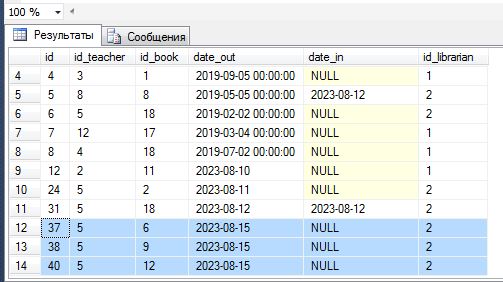 100 %
Результаты Сообщения
id id_teacher id_book date_out date_in id_librarian
4 4 3 1 2019-09-05 00:00:00 NULL 1
5 5 8 8 2019-05-05 00:00:00 2023-08-12 2
6 6 5 18 2019-02-02 00:00:00 NULL 2
7 7 12 17 2019-03-04 00:00:00 NULL 1
8 8 4 18 2019-07-02 00:00:00 NULL 1
9 12 2 11 2023-08-10 NULL 1
10 24 5 2 2023-08-11 NULL 2
11 31 5 18 2023-08-12 2023-08-12 2
12 37 5 6 2023-08-15 NULL 2
13 38 5 9 2023-08-15 NULL 2
14 40 5 12 2023-08-15 NULL 2